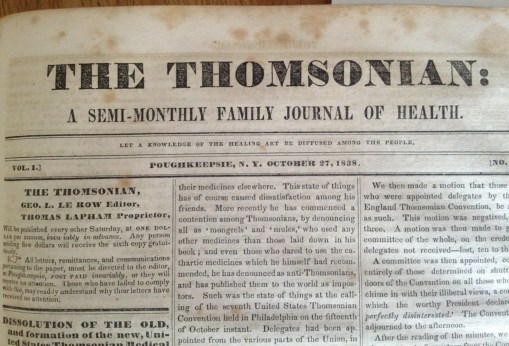 THE THOMSONIAN:
A SEMI-MONTHLY FAMILY JOURNAL OF HEALTH.
LET A KNOWLEDGE OF THE HEALING ART BE DIFFUSED AMONG THE PEOPLE,
VOL. I.]
POUGHKEEPSIE, N. Y. OCTOBER 27, 1838.
[NO.
THE THOMSONIAN,
GEO. L. LE ROW Editor,
THOMAS LAPHAM Proprietor,
Will be published every other Saturday, at ONE DOL-
LAR PER ANNUM, invariably in advance. Any person
sending five dollars will receive the sixth copy gratui-
☞ All letters, remittances, and communications
pertaining to the paper, must be directed to the editor,
at Poughkeepsie, POST PAID invariably, or they will
receive no attention. Those who have failed to comply
with this, may readily understand why their letters have
received no attention.
DISSOLUTION OF THE OLD,
and formation of the new, Uni-
ted States Thomsonian Medical
their medicines elsewhere. This state of things
has of course caused dissatisfaction among his
friends. More recently he has commenced a
contention among Thomsonians, by denouncing
all as 'mongrels' and 'mules,' who used any
other medicines than those laid down in his
book; and even those who dared to use the ca-
thartic medicines which he himself had recom-
mended, he has denounced as anti-Thomsonians,
and has published them to the world as impos-
tors. Such was the state of things at the call-
ing of the seventh United States Thomsonian
Convention held in Philadelphia on the fifteenth
of October instant. Delegates had been ap-
pointed from the various parts of the Union, in
We then made a motion that those
who were appointed delegates by th
England Thomsonian Convention, be a
as such. This motion was negatived,
three. A motion was then made to
committee of the whole, on the creden
delegates not received—lost, ten to th
A committee was then appointed, co
entirely of those determined on shutt
doors of the Convention on all those who
chime in with their illiberal views, a co
which the worthy President declare
perfectly disinterested.' The Convent
adjourned to the afternoon.
After the reading of the minutes, we